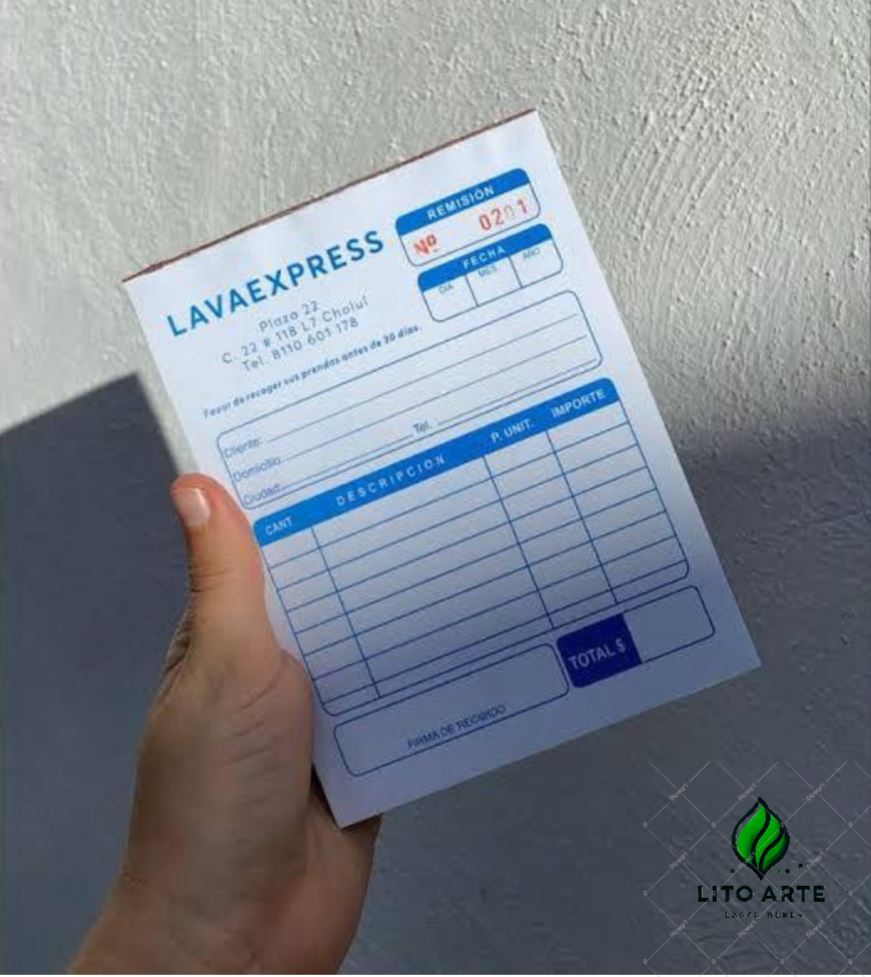 REMISIÓN
Nº 0201
LAVAEXPRESS
FECHA
DIA MES AÑO
Plaza 22
C. 22 # 118 L7 Cholul
Tel. 8110 601 178
Favor de recoger sus prendas antes de 30 días.
Cliente:
Domicilio: Tel.
Ciudad:
CANT. DESCRIPCION P. UNIT. IMPORTE
TOTAL $
FIRMA DE RECIBIDO
LITO ARTE